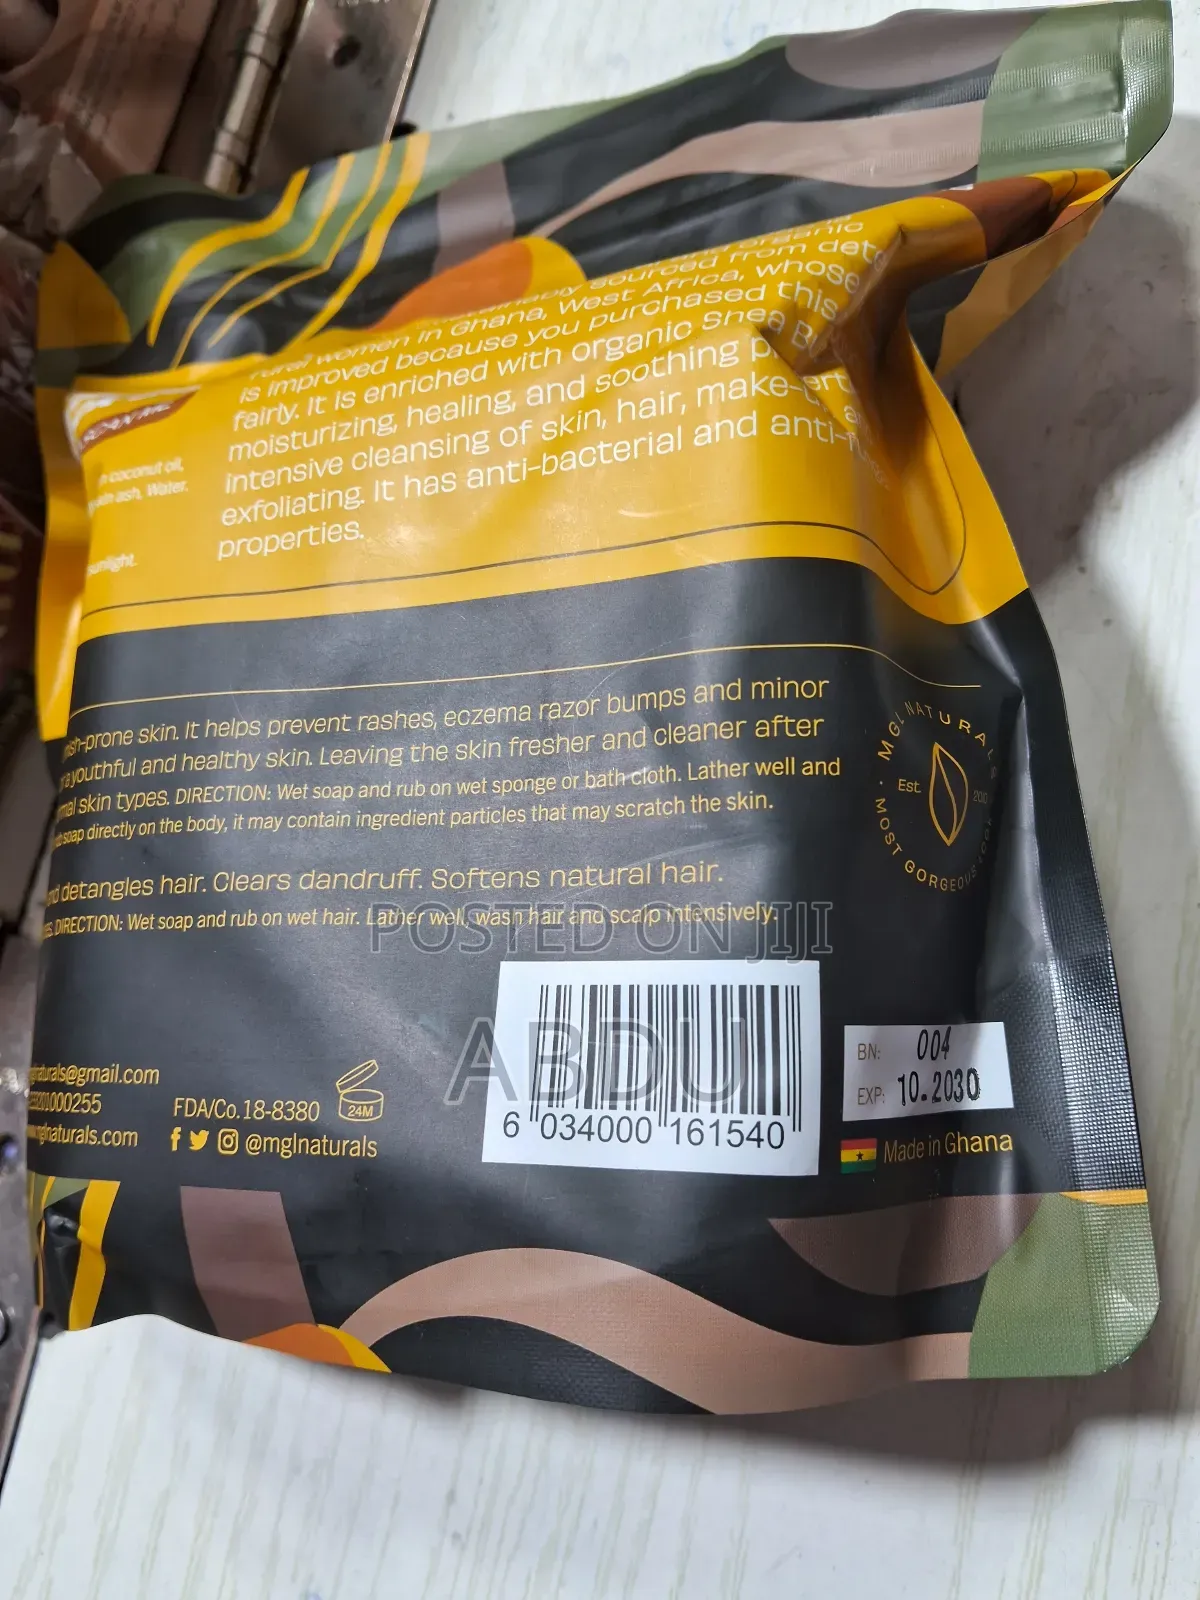 and organic
sourced from
rural women in Ghana, West Africa, whose
is improved because you purchased this
fairly. It is enriched with organic Shea
moisturizing, healing, and soothing
intensive cleansing of skin, hair,
exfoliating. It has anti-bacterial and
properties.
SCAN ME
coconut oil,
ash. Water.
sunlight.
skin. It helps prevent rashes, eczema razor bumps and minor
youthful and healthy skin. Leaving the skin fresher and cleaner after
skin types. DIRECTION: Wet soap and rub on wet sponge or bath cloth. Lather well and
soap directly on the body, it may contain ingredient particles that may scratch the skin.
detangles hair. Clears dandruff. Softens natural hair.
DIRECTION: Wet soap and rub on wet hair. Lather well, wash hair and scalp intensively.
MGL NATURALS
Est.
MOST GORGEOUS
POSTED ON JIJI
ABDU
@gmail.com
000255
FDA/Co.18-8380
24M
@mglnaturals
6 034000 161540
BN: 004
EXP: 10.2030
Made in Ghana